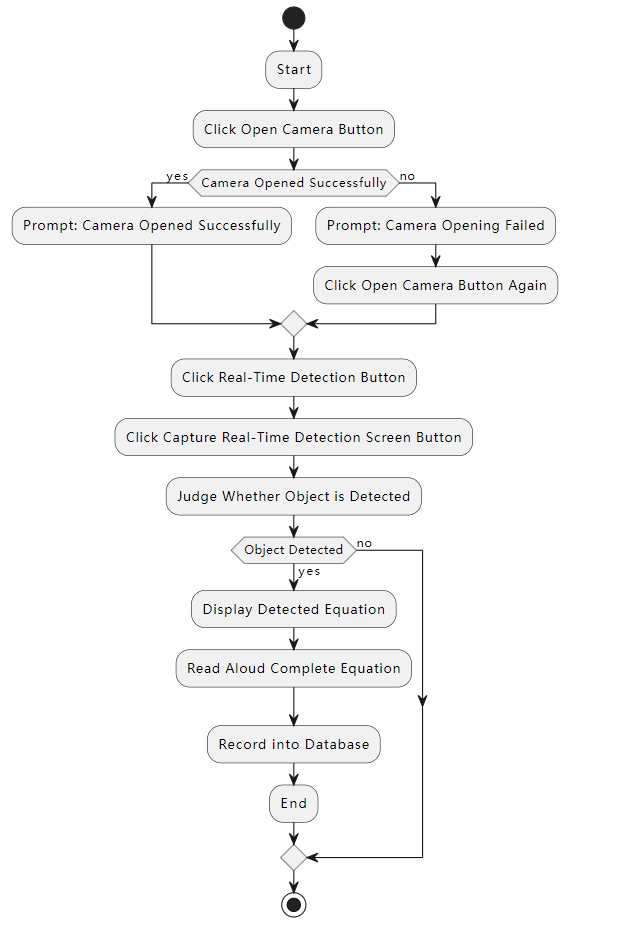 Start
Click Open Camera Button
yes
Camera Opened Successfully
no
Prompt: Camera Opened Successfully
Prompt: Camera Opening Failed
Click Open Camera Button Again
Click Real-Time Detection Button
Click Capture Real-Time Detection Screen Button
Judge Whether Object is Detected
Object Detected
no
yes
Display Detected Equation
Read Aloud Complete Equation
Record into Database
End